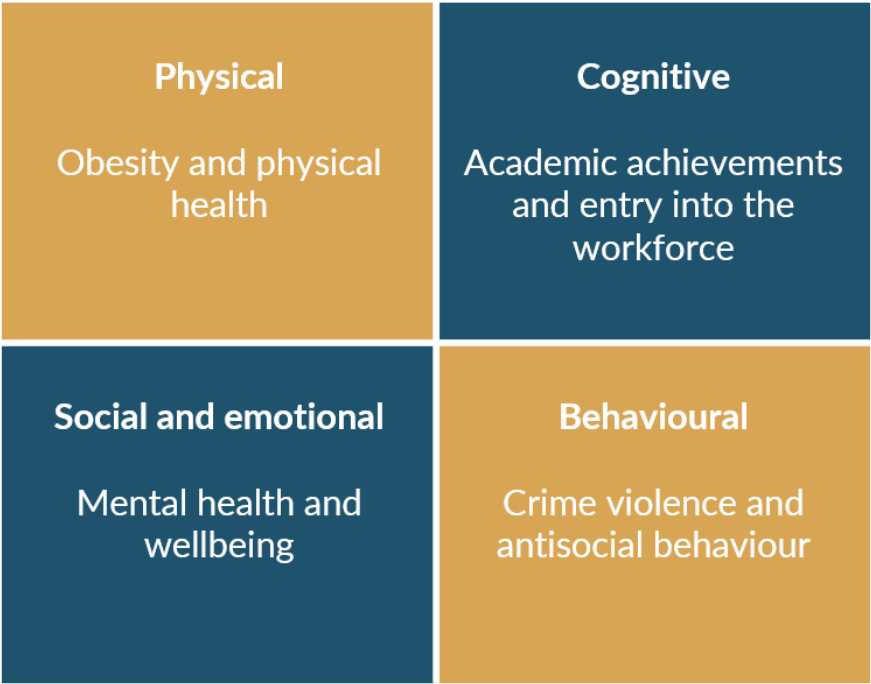 Physical
Obesity and physical
health
Cognitive
Academic achievements
and entry into the
workforce
Social and emotional
Mental health and
wellbeing
Behavioural
Crime violence and
antisocial behaviour